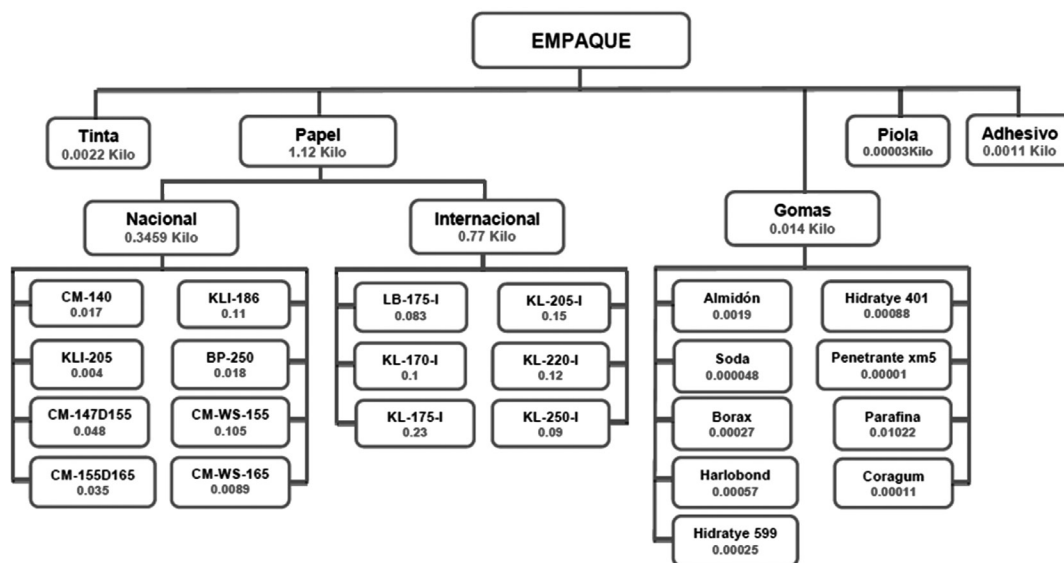 EMPAQUE
Tinta
0.0022 Kilo
Papel
1.12 Kilo
Piola
0.00003Kilo
Adhesivo
0.0011 Kilo
Nacional
0.3459 Kilo
Internacional
0.77 Kilo
Gomas
0.014 Kilo
CM-140
0.017
KLI-186
0.11
KLI-205
0.004
BP-250
0.018
CM-147D155
0.048
CM-WS-155
0.105
CM-155D165
0.035
CM-WS-165
0.0089
LB-175-I
0.083
KL-205-I
0.15
KL-170-I
0.1
KL-220-I
0.12
KL-175-I
0.23
KL-250-I
0.09
Almidón
0.0019
Hidratye 401
0.00088
Soda
0.000048
Penetrante xm5
0.00001
Borax
0.00027
Parafina
0.01022
Harlobond
0.00057
Coragum
0.00011
Hidratye 599
0.00025